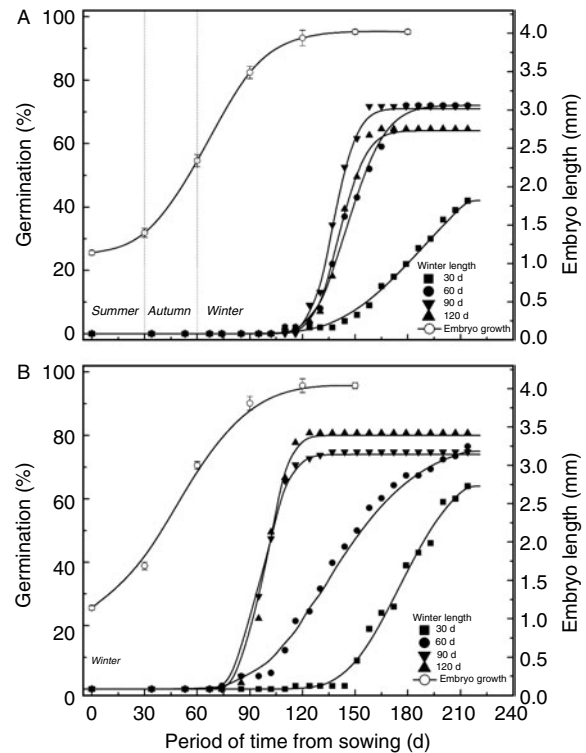 A
100
80
60
40
20
0
Germination (%)
4.0
3.5
3.0
2.5
2.0
1.5
1.0
0.5
0.0
Embryo length (mm)
Summer
Autumn
Winter
Winter length
30 d
60 d
90 d
120 d
Embryo growth
B
100
80
60
40
20
0
Germination (%)
4.0
3.5
3.0
2.5
2.0
1.5
1.0
0.5
0.0
Embryo length (mm)
Winter
Winter length
30 d
60 d
90 d
120 d
Embryo growth
0 30 60 90 120 150 180 210 240
Period of time from sowing (d)